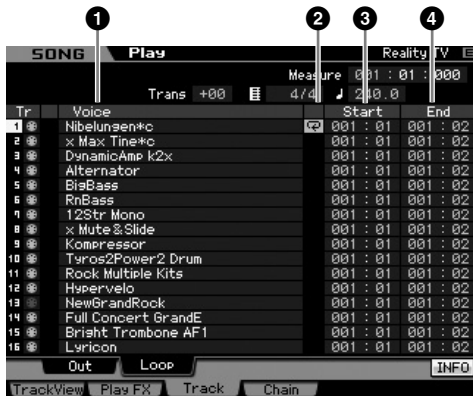 1 2 3 4
SONG Play Reality TV
Measure 001 : 01 : 000
Trans +00 4/4 240.0
Tr Voice Start End
1 Nibelungen*c 001 : 01 001 : 02
2 x Max Tine*c 001 : 01 001 : 02
3 DynamicAmp k2x 001 : 01 001 : 02
4 Alternator 001 : 01 001 : 02
5 BigBass 001 : 01 001 : 02
6 RnBass 001 : 01 001 : 02
7 12Str Mono 001 : 01 001 : 02
8 x Mute&Slide 001 : 01 001 : 02
9 Kompressor 001 : 01 001 : 02
10 Tyros2Power2 Drum 001 : 01 001 : 02
11 Rock Multiple Kits 001 : 01 001 : 02
12 Hypervelo 001 : 01 001 : 02
13 NewGrandRock 001 : 01 001 : 02
14 Full Concert GrandE 001 : 01 001 : 02
15 Bright Trombone AF1 001 : 01 001 : 02
16 Lyricon 001 : 01 001 : 02
Out Loop INFO
TrackView Play FX Track Chain